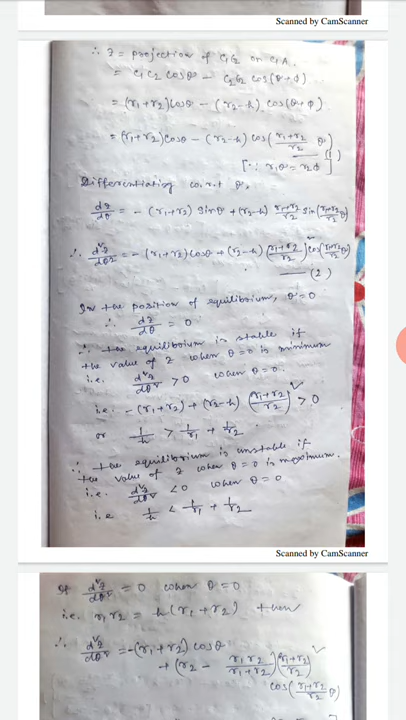 Scanned by CamScanner
∴ z = projection of C₁G₂ on C₁A.
= C₁C₂ cosθ - C₂G₂ cos(θ+φ)
= (r₁+r₂)cosθ - (r₂-h) cos(θ+φ)
= (r₁+r₂)cosθ - (r₂-h) cos((r₁+r₂)/r₂ θ) — (1)
[∵ r₁θ = r₂φ]
Differentiating w.r.t θ,
dz/dθ = -(r₁+r₂) sinθ + (r₂-h) (r₁+r₂)/r₂ sin((r₁+r₂)/r₂ θ)
∴ d²z/dθ² = -(r₁+r₂)cosθ + (r₂-h) ((r₁+r₂)/r₂)² cos((r₁+r₂)/r₂ θ)
— (2)
In the position of equilibrium, θ=0
∴ dz/dθ = 0
∴ the equilibrium is stable if
the value of z when θ=0 is minimum
i.e. d²z/dθ² >0 when θ=0.
i.e. -(r₁+r₂)+(r₂-h) ((r₁+r₂)/r₂)² > 0
or 1/h > 1/r₁ + 1/r₂
∴ the equilibrium is unstable if
the value of z when θ=0 is maximum.
i.e. d²z/dθ² <0 when θ=0
i.e 1/h < 1/r₁ + 1/r₂
Scanned by CamScanner
If d²z/dθ² = 0 when θ=0
i.e. r₁r₂ = h(r₁+r₂) then
∴ d²z/dθ² = -(r₁+r₂) cosθ
+(r₂ - r₁r₂/(r₁+r₂)) ((r₁+r₂)/r₂)²
cos((r₁+r₂)/r₂ θ)